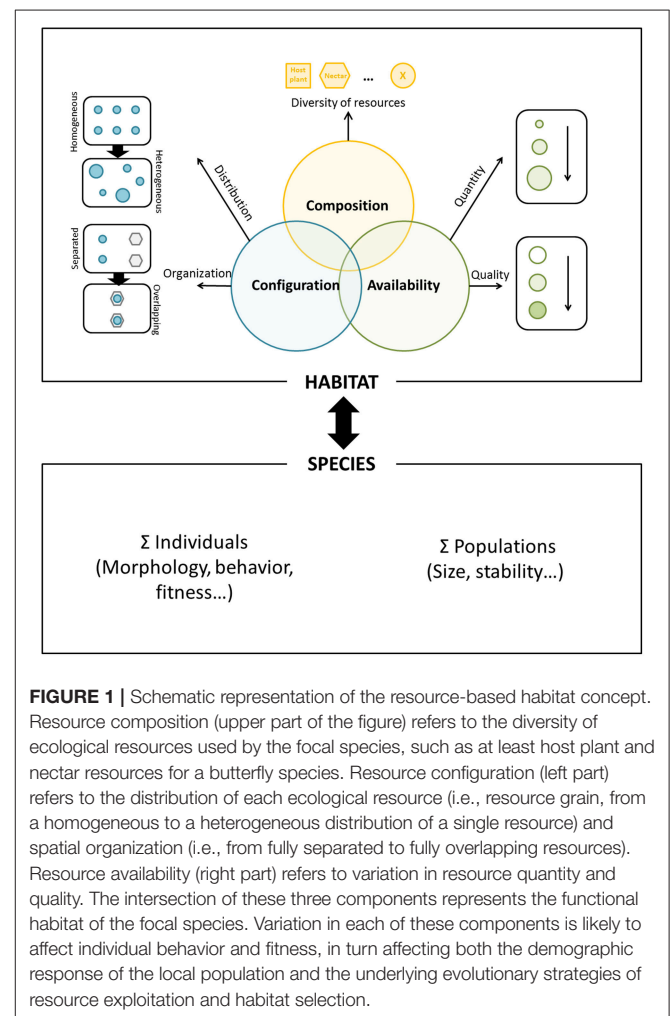 Host
plant
Nectar
...
X
Diversity of resources
Homogeneous
Heterogeneous
Distribution
Quantity
Composition
Separated
Overlapping
Organization
Configuration
Availability
Quality
HABITAT
SPECIES
Σ Individuals
(Morphology, behavior,
fitness...)
Σ Populations
(Size, stability...)
FIGURE 1 | Schematic representation of the resource-based habitat concept.
Resource composition (upper part of the figure) refers to the diversity of
ecological resources used by the focal species, such as at least host plant and
nectar resources for a butterfly species. Resource configuration (left part)
refers to the distribution of each ecological resource (i.e., resource grain, from
a homogeneous to a heterogeneous distribution of a single resource) and
spatial organization (i.e., from fully separated to fully overlapping resources).
Resource availability (right part) refers to variation in resource quantity and
quality. The intersection of these three components represents the functional
habitat of the focal species. Variation in each of these components is likely to
affect individual behavior and fitness, in turn affecting both the demographic
response of the local population and the underlying evolutionary strategies of
resource exploitation and habitat selection.